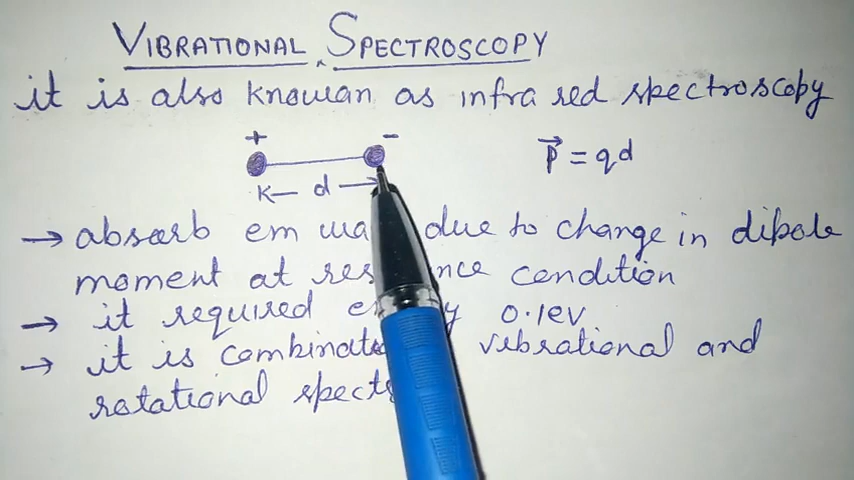 VIBRATIONAL SPECTROSCOPY
it is also knowan as infra red spectroscopy
+ −
p⃗ = qd
d
→ absorb em due to change in dipole
moment at condition
→ it required 0.1ev
→ it is vibrational and
rotational